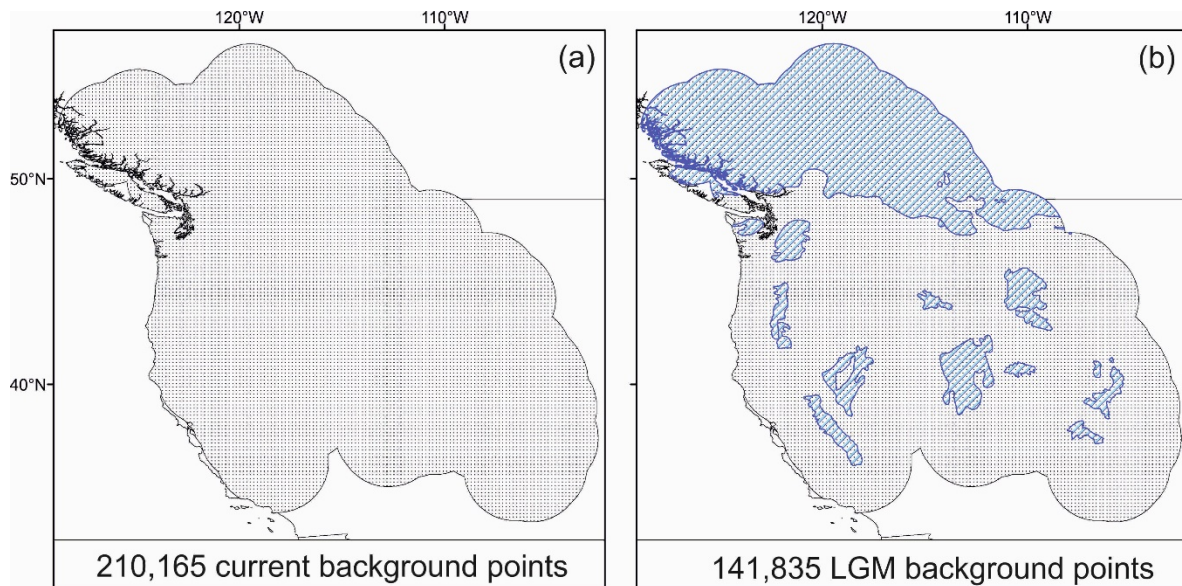 120°W 110°W 120°W 110°W
(a) (b)
50°N
40°N
210,165 current background points 141,835 LGM background points